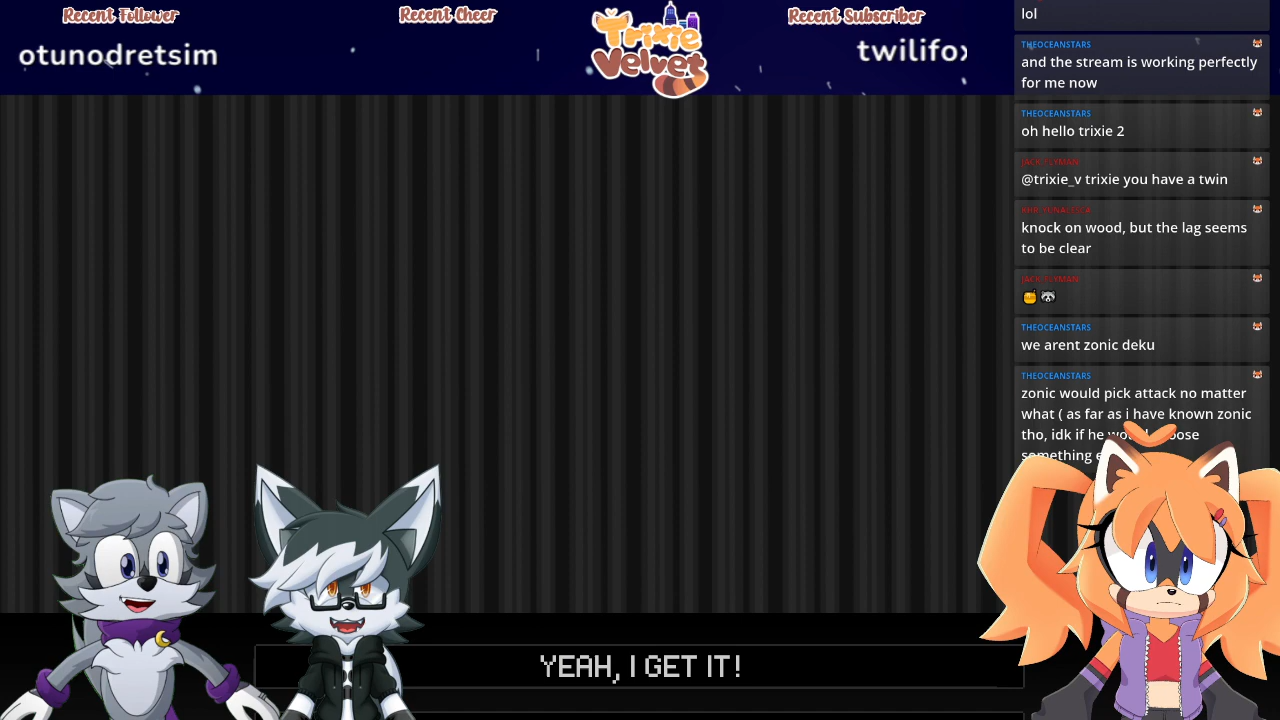 Recent Follower
Recent Cheer
Recent Subscriber
otunodretsim
Trixie
Velvet
twilifox
lol
THEOCEANSTARS
and the stream is working perfectly
for me now
THEOCEANSTARS
oh hello trixie 2
@trixie_v trixie you have a twin
knock on wood, but the lag seems
to be clear
THEOCEANSTARS
we arent zonic deku
THEOCEANSTARS
zonic would pick attack no matter
what ( as far as i have known zonic
tho, idk if he
something
YEAH, I GET IT!